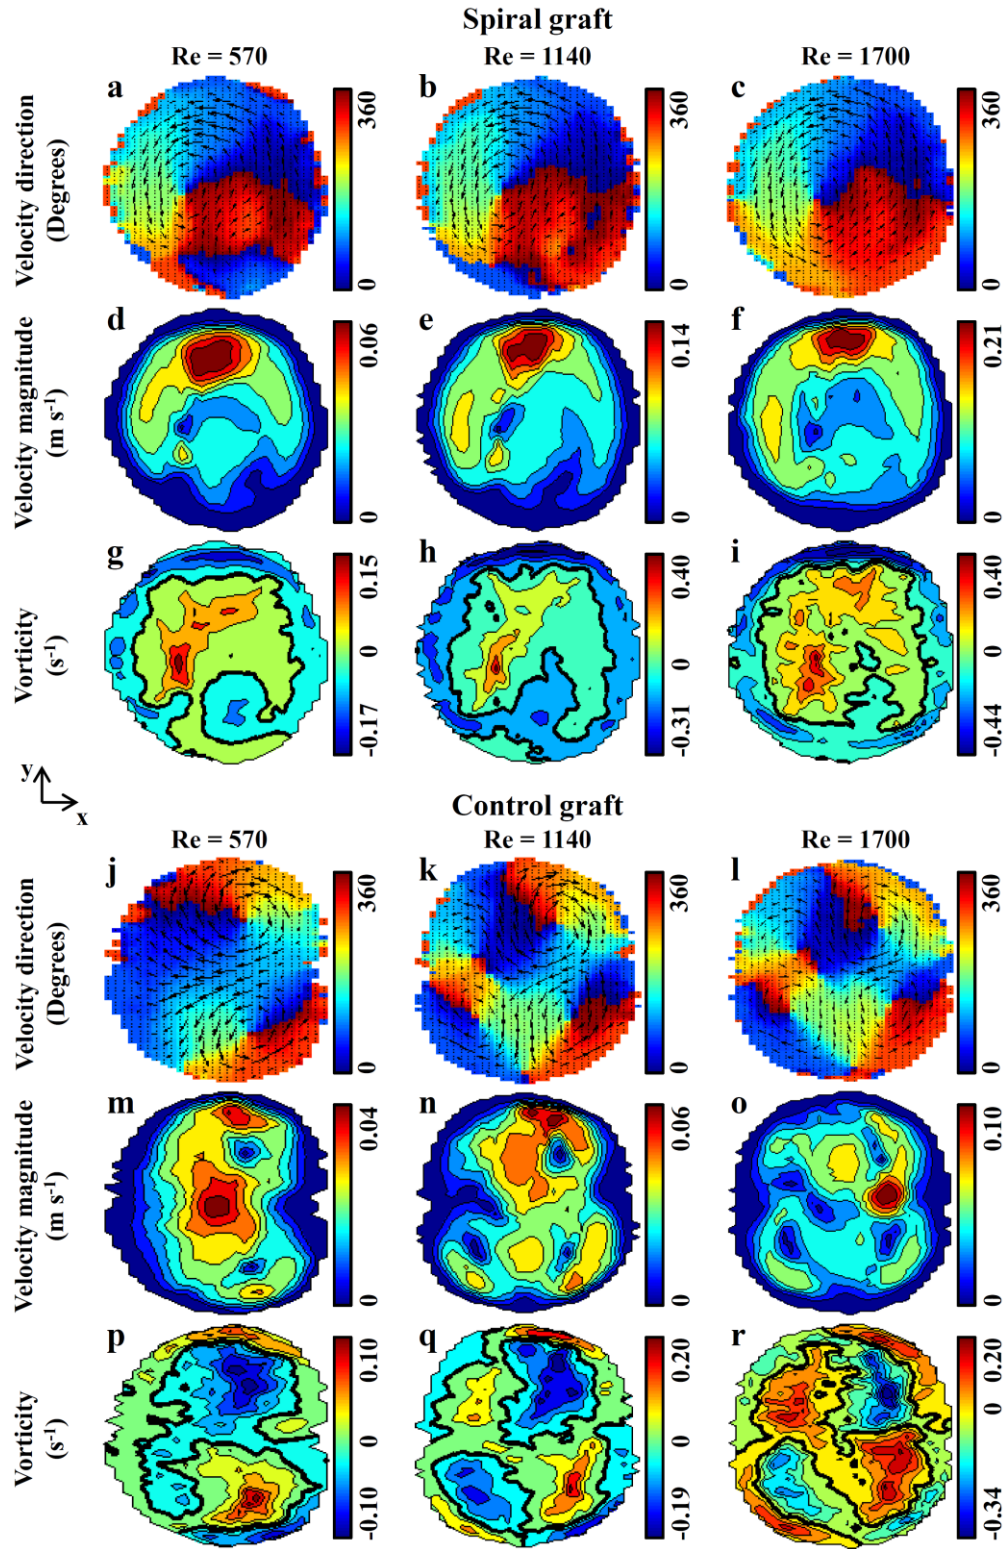 Spiral graft
Re = 570 Re = 1140 Re = 1700
Velocity direction
(Degrees)
a 360 0 b 360 0 c 360 0
Velocity magnitude
(m s-1)
d 0.06 0 e 0.14 0 f 0.21 0
Vorticity
(s-1)
g 0.15 0 -0.17 h 0.40 0 -0.31 i 0.40 0 -0.44
y
x
Control graft
Re = 570 Re = 1140 Re = 1700
Velocity direction
(Degrees)
j 360 0 k 360 0 l 360 0
Velocity magnitude
(m s-1)
m 0.04 0 n 0.06 0 o 0.10 0
Vorticity
(s-1)
p 0.10 0 -0.10 q 0.20 0 -0.19 r 0.20 0 -0.34